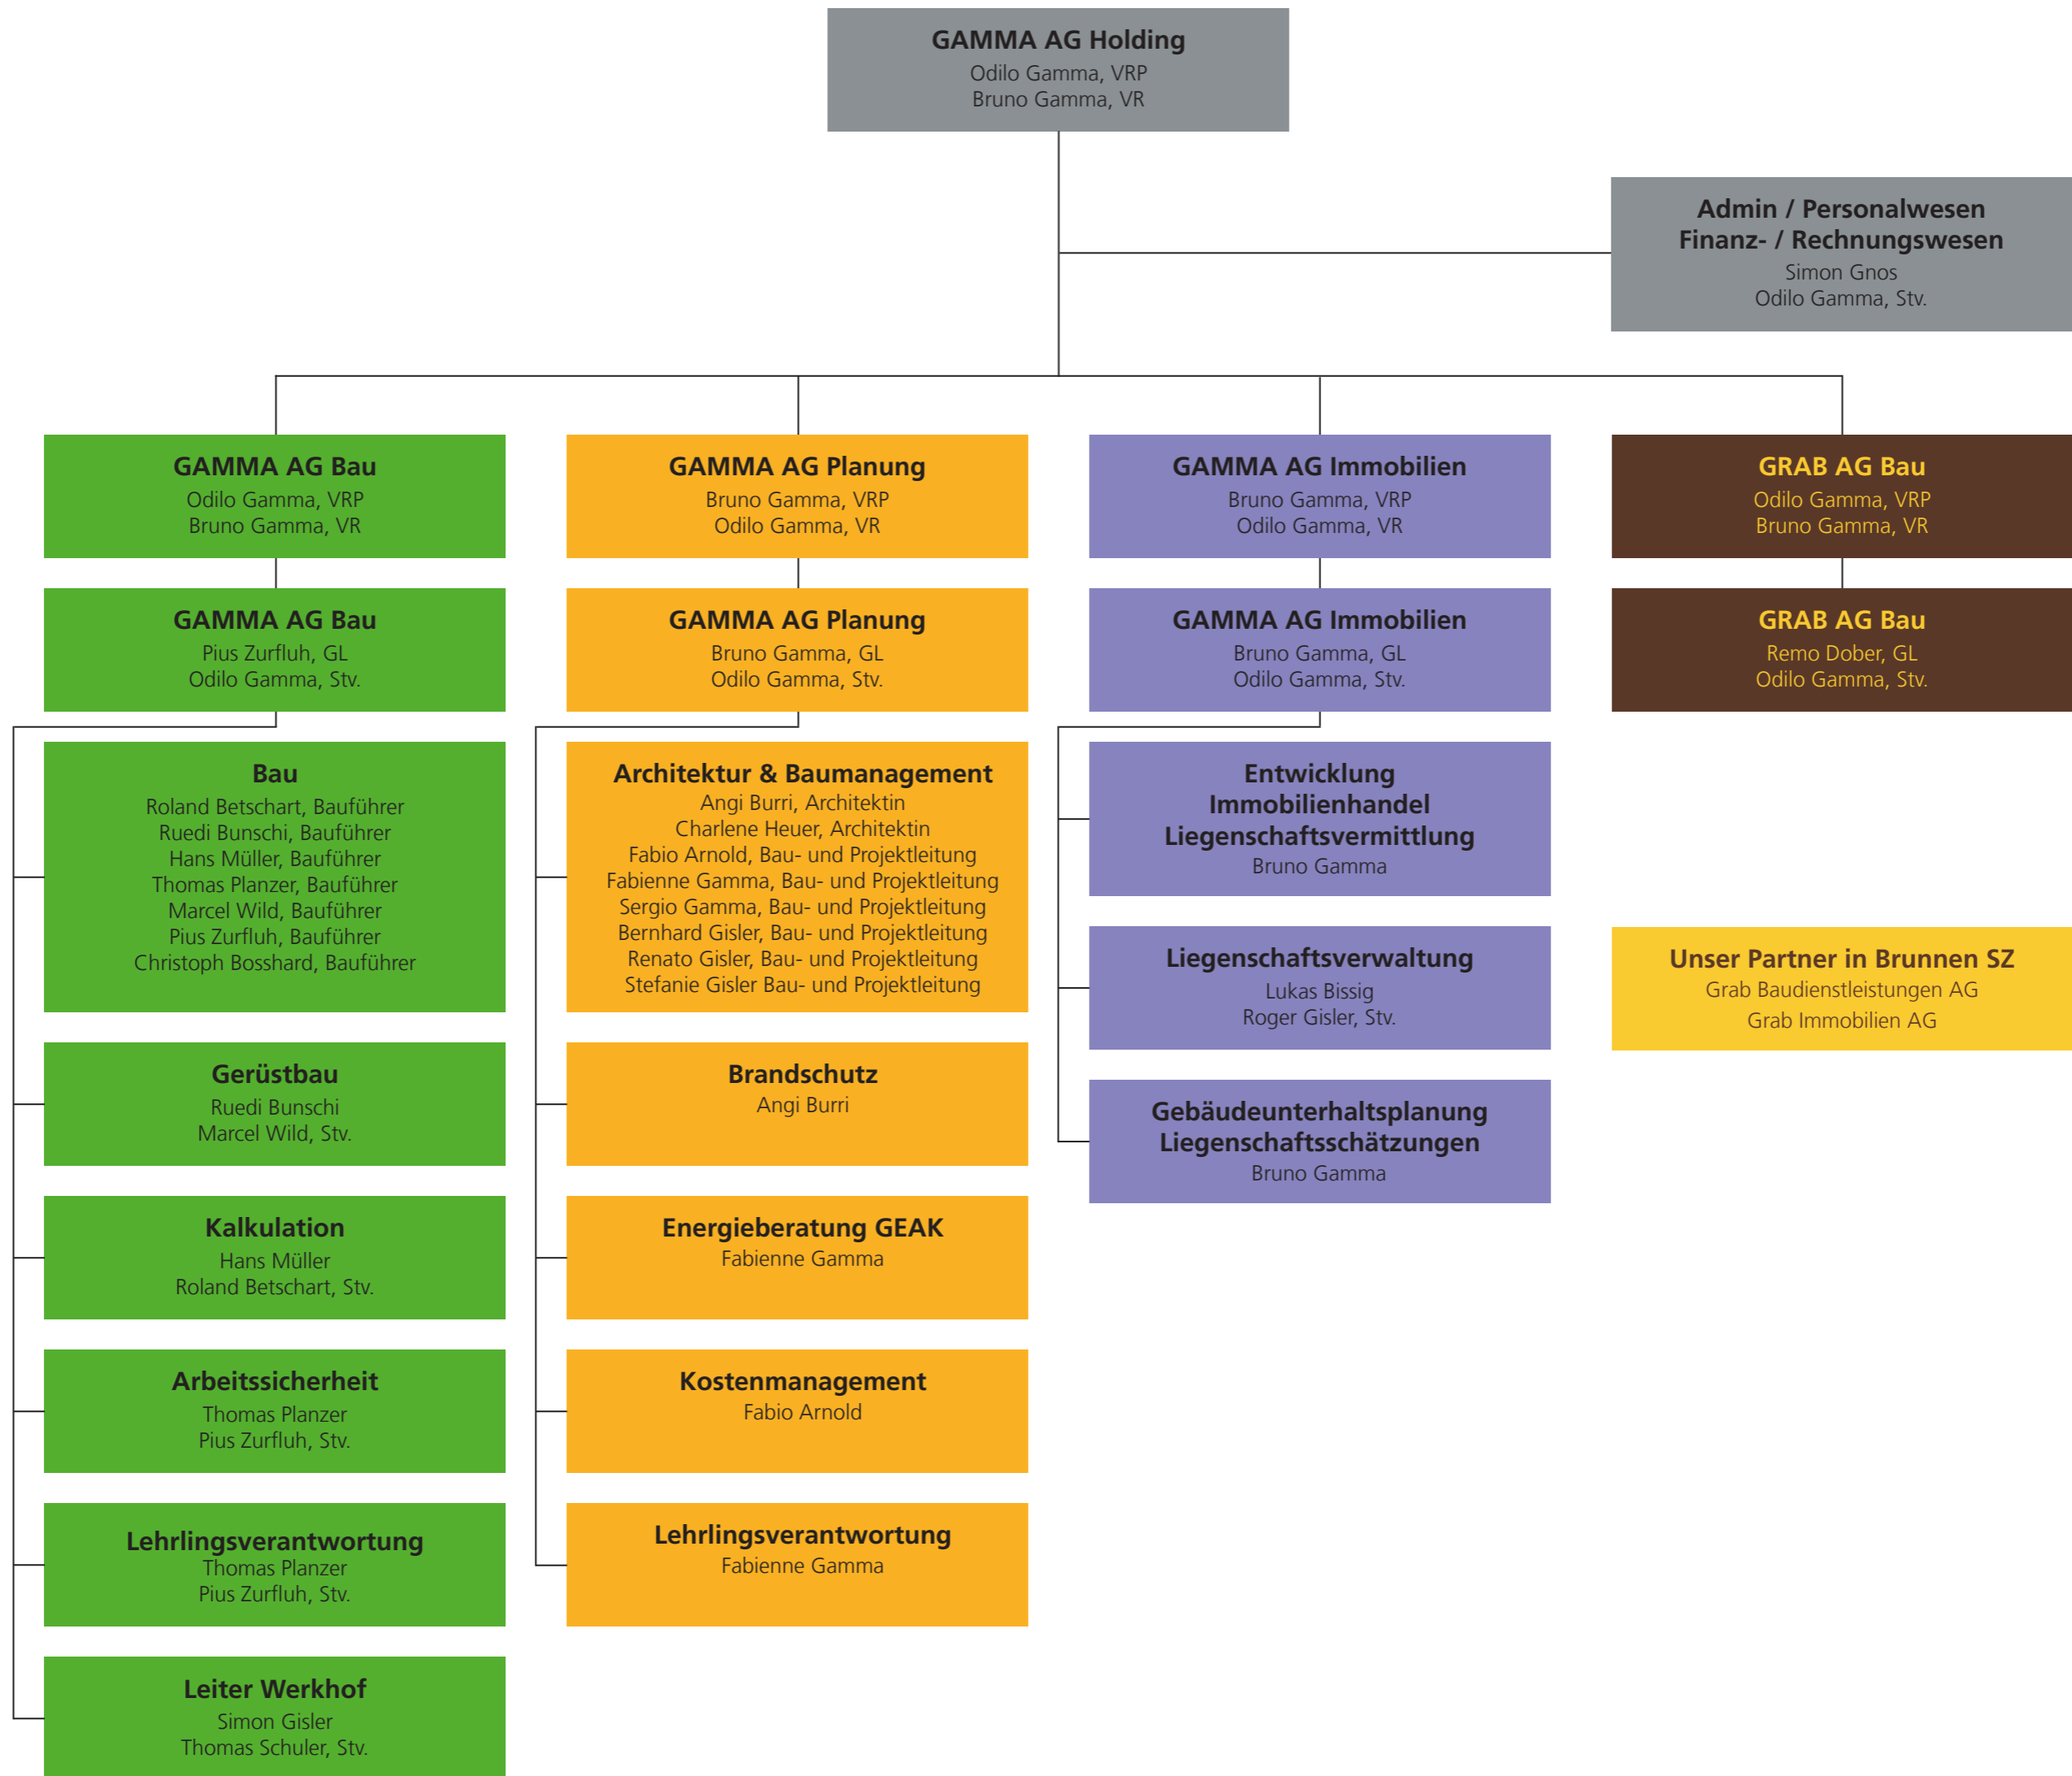 GAMMA AG Holding
Odilo Gamma, VRP
Bruno Gamma, VR
Admin / Personalwesen
Finanz- / Rechnungswesen
Simon Gnos
Odilo Gamma, Stv.
GAMMA AG Bau
Odilo Gamma, VRP
Bruno Gamma, VR
GAMMA AG Bau
Pius Zurfluh, GL
Odilo Gamma, Stv.
Bau
Roland Betschart, Bauführer
Ruedi Bunschi, Bauführer
Hans Müller, Bauführer
Thomas Planzer, Bauführer
Marcel Wild, Bauführer
Pius Zurfluh, Bauführer
Christoph Bosshard, Bauführer
Gerüstbau
Ruedi Bunschi
Marcel Wild, Stv.
Kalkulation
Hans Müller
Roland Betschart, Stv.
Arbeitssicherheit
Thomas Planzer
Pius Zurfluh, Stv.
Lehrlingsverantwortung
Thomas Planzer
Pius Zurfluh, Stv.
Leiter Werkhof
Simon Gisler
Thomas Schuler, Stv.
GAMMA AG Planung
Bruno Gamma, VRP
Odilo Gamma, VR
GAMMA AG Planung
Bruno Gamma, GL
Odilo Gamma, Stv.
Architektur & Baumanagement
Angi Burri, Architektin
Charlene Heuer, Architektin
Fabio Arnold, Bau- und Projektleitung
Fabienne Gamma, Bau- und Projektleitung
Sergio Gamma, Bau- und Projektleitung
Bernhard Gisler, Bau- und Projektleitung
Renato Gisler, Bau- und Projektleitung
Stefanie Gisler Bau- und Projektleitung
Brandschutz
Angi Burri
Energieberatung GEAK
Fabienne Gamma
Kostenmanagement
Fabio Arnold
Lehrlingsverantwortung
Fabienne Gamma
GAMMA AG Immobilien
Bruno Gamma, VRP
Odilo Gamma, VR
GAMMA AG Immobilien
Bruno Gamma, GL
Odilo Gamma, Stv.
Entwicklung
Immobilienhandel
Liegenschaftsvermittlung
Bruno Gamma
Liegenschaftsverwaltung
Lukas Bissig
Roger Gisler, Stv.
Gebäudeunterhaltsplanung
Liegenschaftsschätzungen
Bruno Gamma
GRAB AG Bau
Odilo Gamma, VRP
Bruno Gamma, VR
GRAB AG Bau
Remo Dober, GL
Odilo Gamma, Stv.
Unser Partner in Brunnen SZ
Grab Baudienstleistungen AG
Grab Immobilien AG